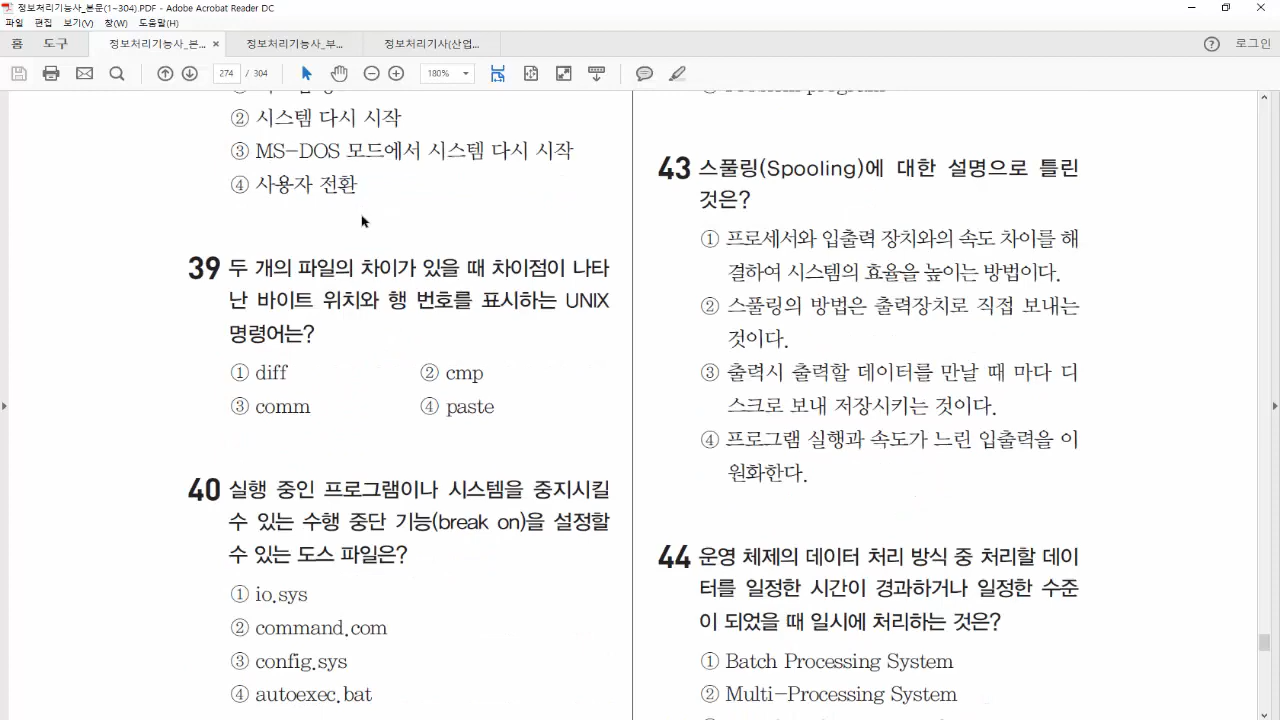 정보처리기능사_본문(1~304).PDF - Adobe Acrobat Reader DC
파일 편집 보기(V) 창(W) 도움말(H)
홈 도구 정보처리기능사_본... × 정보처리기능사_부... 정보처리기사(산업... ? 로그인
274 / 304 180%
② 시스템 다시 시작
③ MS-DOS 모드에서 시스템 다시 시작
④ 사용자 전환
39 두 개의 파일의 차이가 있을 때 차이점이 나타
난 바이트 위치와 행 번호를 표시하는 UNIX
명령어는?
① diff ② cmp
③ comm ④ paste
40 실행 중인 프로그램이나 시스템을 중지시킬
수 있는 수행 중단 기능(break on)을 설정할
수 있는 도스 파일은?
① io.sys
② command.com
③ config.sys
④ autoexec.bat
43 스풀링(Spooling)에 대한 설명으로 틀린
것은?
① 프로세서와 입출력 장치와의 속도 차이를 해
결하여 시스템의 효율을 높이는 방법이다.
② 스풀링의 방법은 출력장치로 직접 보내는
것이다.
③ 출력시 출력할 데이터를 만날 때 마다 디
스크로 보내 저장시키는 것이다.
④ 프로그램 실행과 속도가 느린 입출력을 이
원화한다.
44 운영 체제의 데이터 처리 방식 중 처리할 데이
터를 일정한 시간이 경과하거나 일정한 수준
이 되었을 때 일시에 처리하는 것은?
① Batch Processing System
② Multi-Processing System